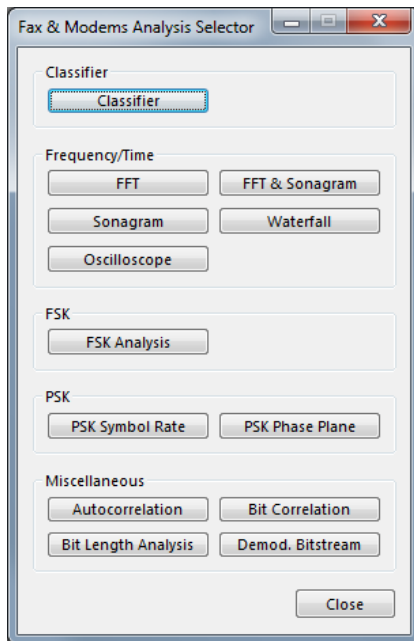 Fax & Modems Analysis Selector
Classifier
Classifier
Frequency/Time
FFT FFT & Sonagram
Sonagram Waterfall
Oscilloscope
FSK
FSK Analysis
PSK
PSK Symbol Rate PSK Phase Plane
Miscellaneous
Autocorrelation Bit Correlation
Bit Length Analysis Demod. Bitstream
Close